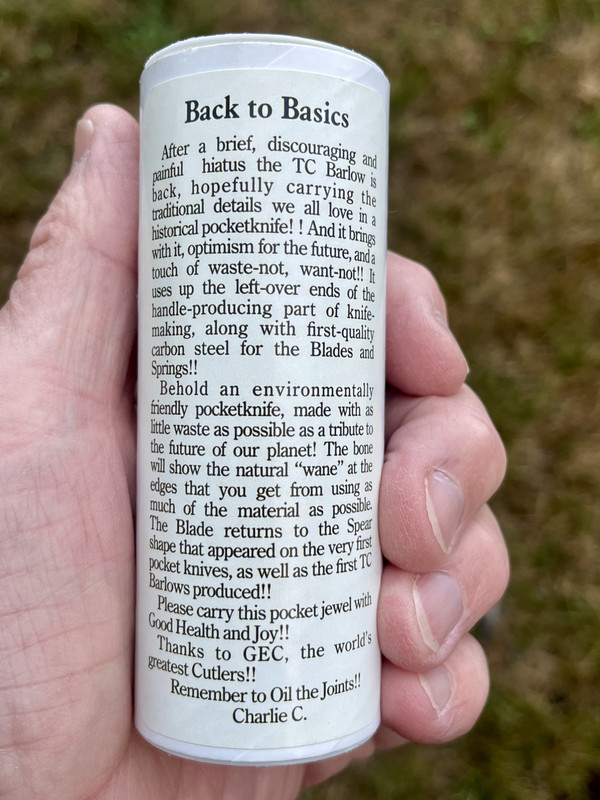 Back to Basics
After a brief, discouraging and
painful hiatus the TC Barlow is
back, hopefully carrying the
traditional details we all love in a
historical pocketknife! ! And it brings
with it, optimism for the future, and a
touch of waste-not, want-not!! It
uses up the left-over ends of the
handle-producing part of knife-
making, along with first-quality
carbon steel for the Blades and
Springs!!
Behold an environmentally
friendly pocketknife, made with as
little waste as possible as a tribute to
the future of our planet! The bone
will show the natural “wane” at the
edges that you get from using as
much of the material as possible.
The Blade returns to the Spear
shape that appeared on the very first
pocket knives, as well as the first TC
Barlows produced!!
Please carry this pocket jewel with
Good Health and Joy!!
Thanks to GEC, the world's
greatest Cutlers!!
Remember to Oil the Joints!!
Charlie C.